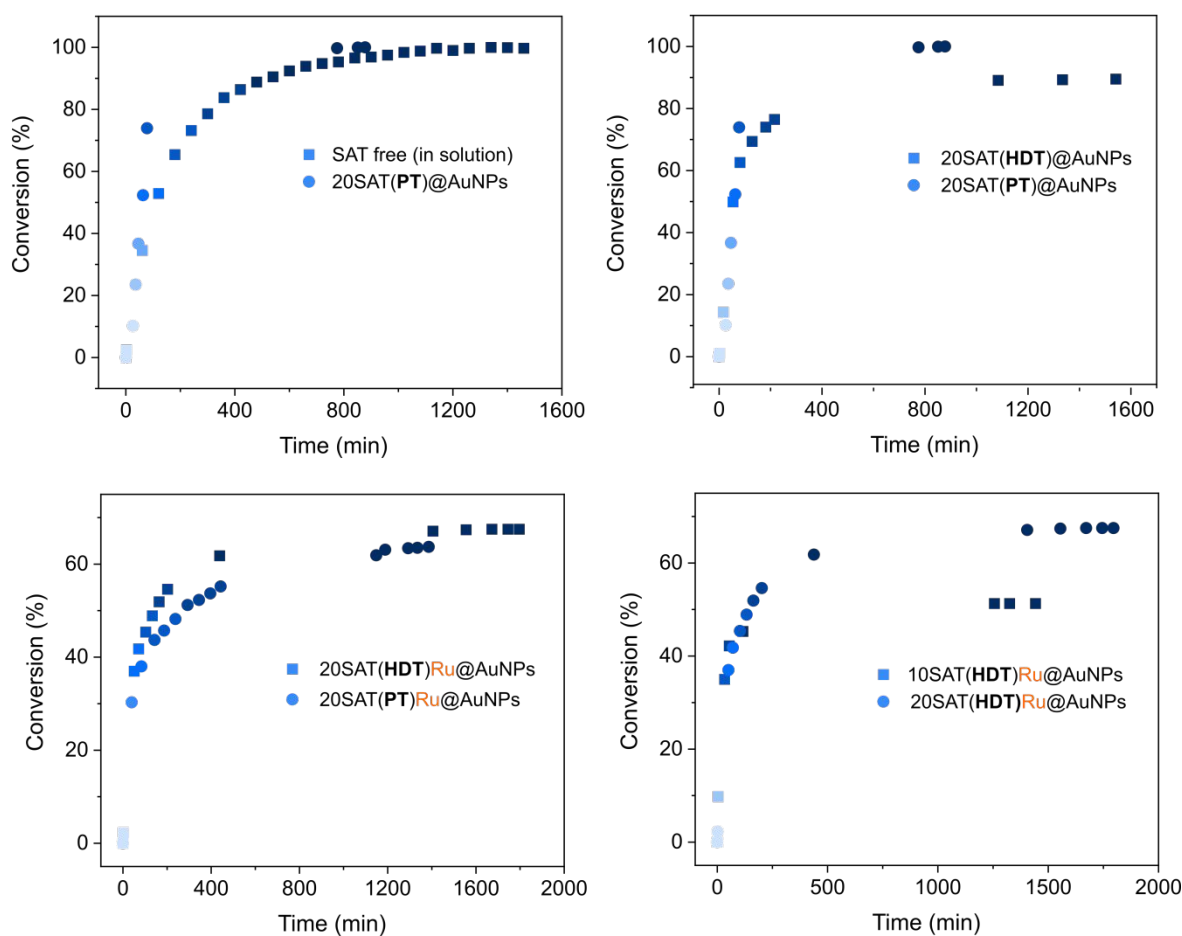 Conversion (%)
100
80
60
40
20
0
SAT free (in solution)
20SAT(PT)@AuNPs
0 400 800 1200 1600
Time (min)
Conversion (%)
100
80
60
40
20
0
20SAT(HDT)@AuNPs
20SAT(PT)@AuNPs
0 400 800 1200 1600
Time (min)
Conversion (%)
60
40
20
0
20SAT(HDT)Ru@AuNPs
20SAT(PT)Ru@AuNPs
0 400 800 1200 1600 2000
Time (min)
Conversion (%)
60
40
20
0
10SAT(HDT)Ru@AuNPs
20SAT(HDT)Ru@AuNPs
0 500 1000 1500 2000
Time (min)